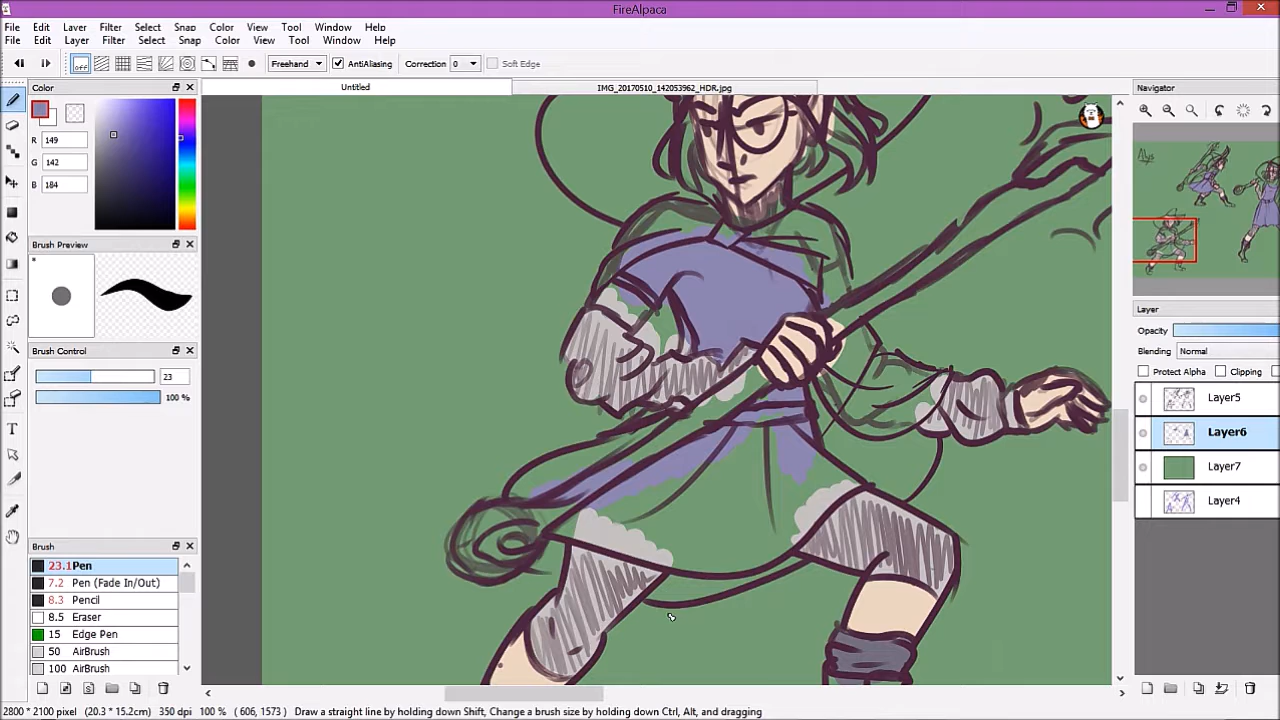 FireAlpaca
File Edit Layer Filter Select Snap Color View Tool Window Help
File Edit Layer Filter Select Snap Color View Tool Window Help
off Freehand AntiAliasing Correction 0 Soft Edge
Color Untitled IMG_20170510_142053962_HDR.jpg Navigator
R 149
G 142
B 184
Alys
Brush Preview
Layer
Opacity
Brush Control
Blending Normal
23
Protect Alpha Clipping
100 %
Layer5
Layer6
Layer7
Layer4
Brush
23.1 Pen
7.2 Pen (Fade In/Out)
8.3 Pencil
8.5 Eraser
15 Edge Pen
50 AirBrush
100 AirBrush
2800 * 2100 pixel (20.3 * 15.2cm) 350 dpi 100 % ( 606, 1573 ) Draw a straight line by holding down Shift, Change a brush size by holding down Ctrl, Alt, and dragging